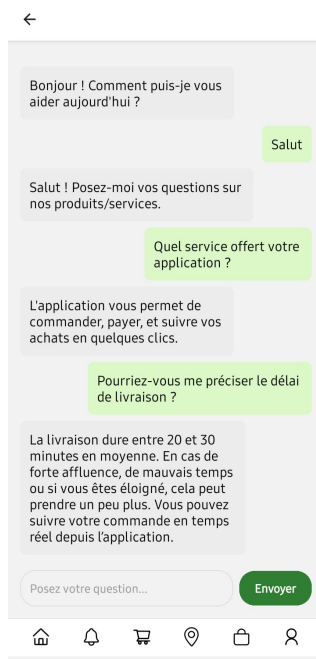 Bonjour ! Comment puis-je vous
aider aujourd'hui ?
Salut
Salut ! Posez-moi vos questions sur
nos produits/services.
Quel service offert votre
application ?
L'application vous permet de
commander, payer, et suivre vos
achats en quelques clics.
Pourriez-vous me préciser le délai
de livraison ?
La livraison dure entre 20 et 30
minutes en moyenne. En cas de
forte affluence, de mauvais temps
ou si vous êtes éloigné, cela peut
prendre un peu plus. Vous pouvez
suivre votre commande en temps
réel depuis l'application.
Posez votre question...
Envoyer